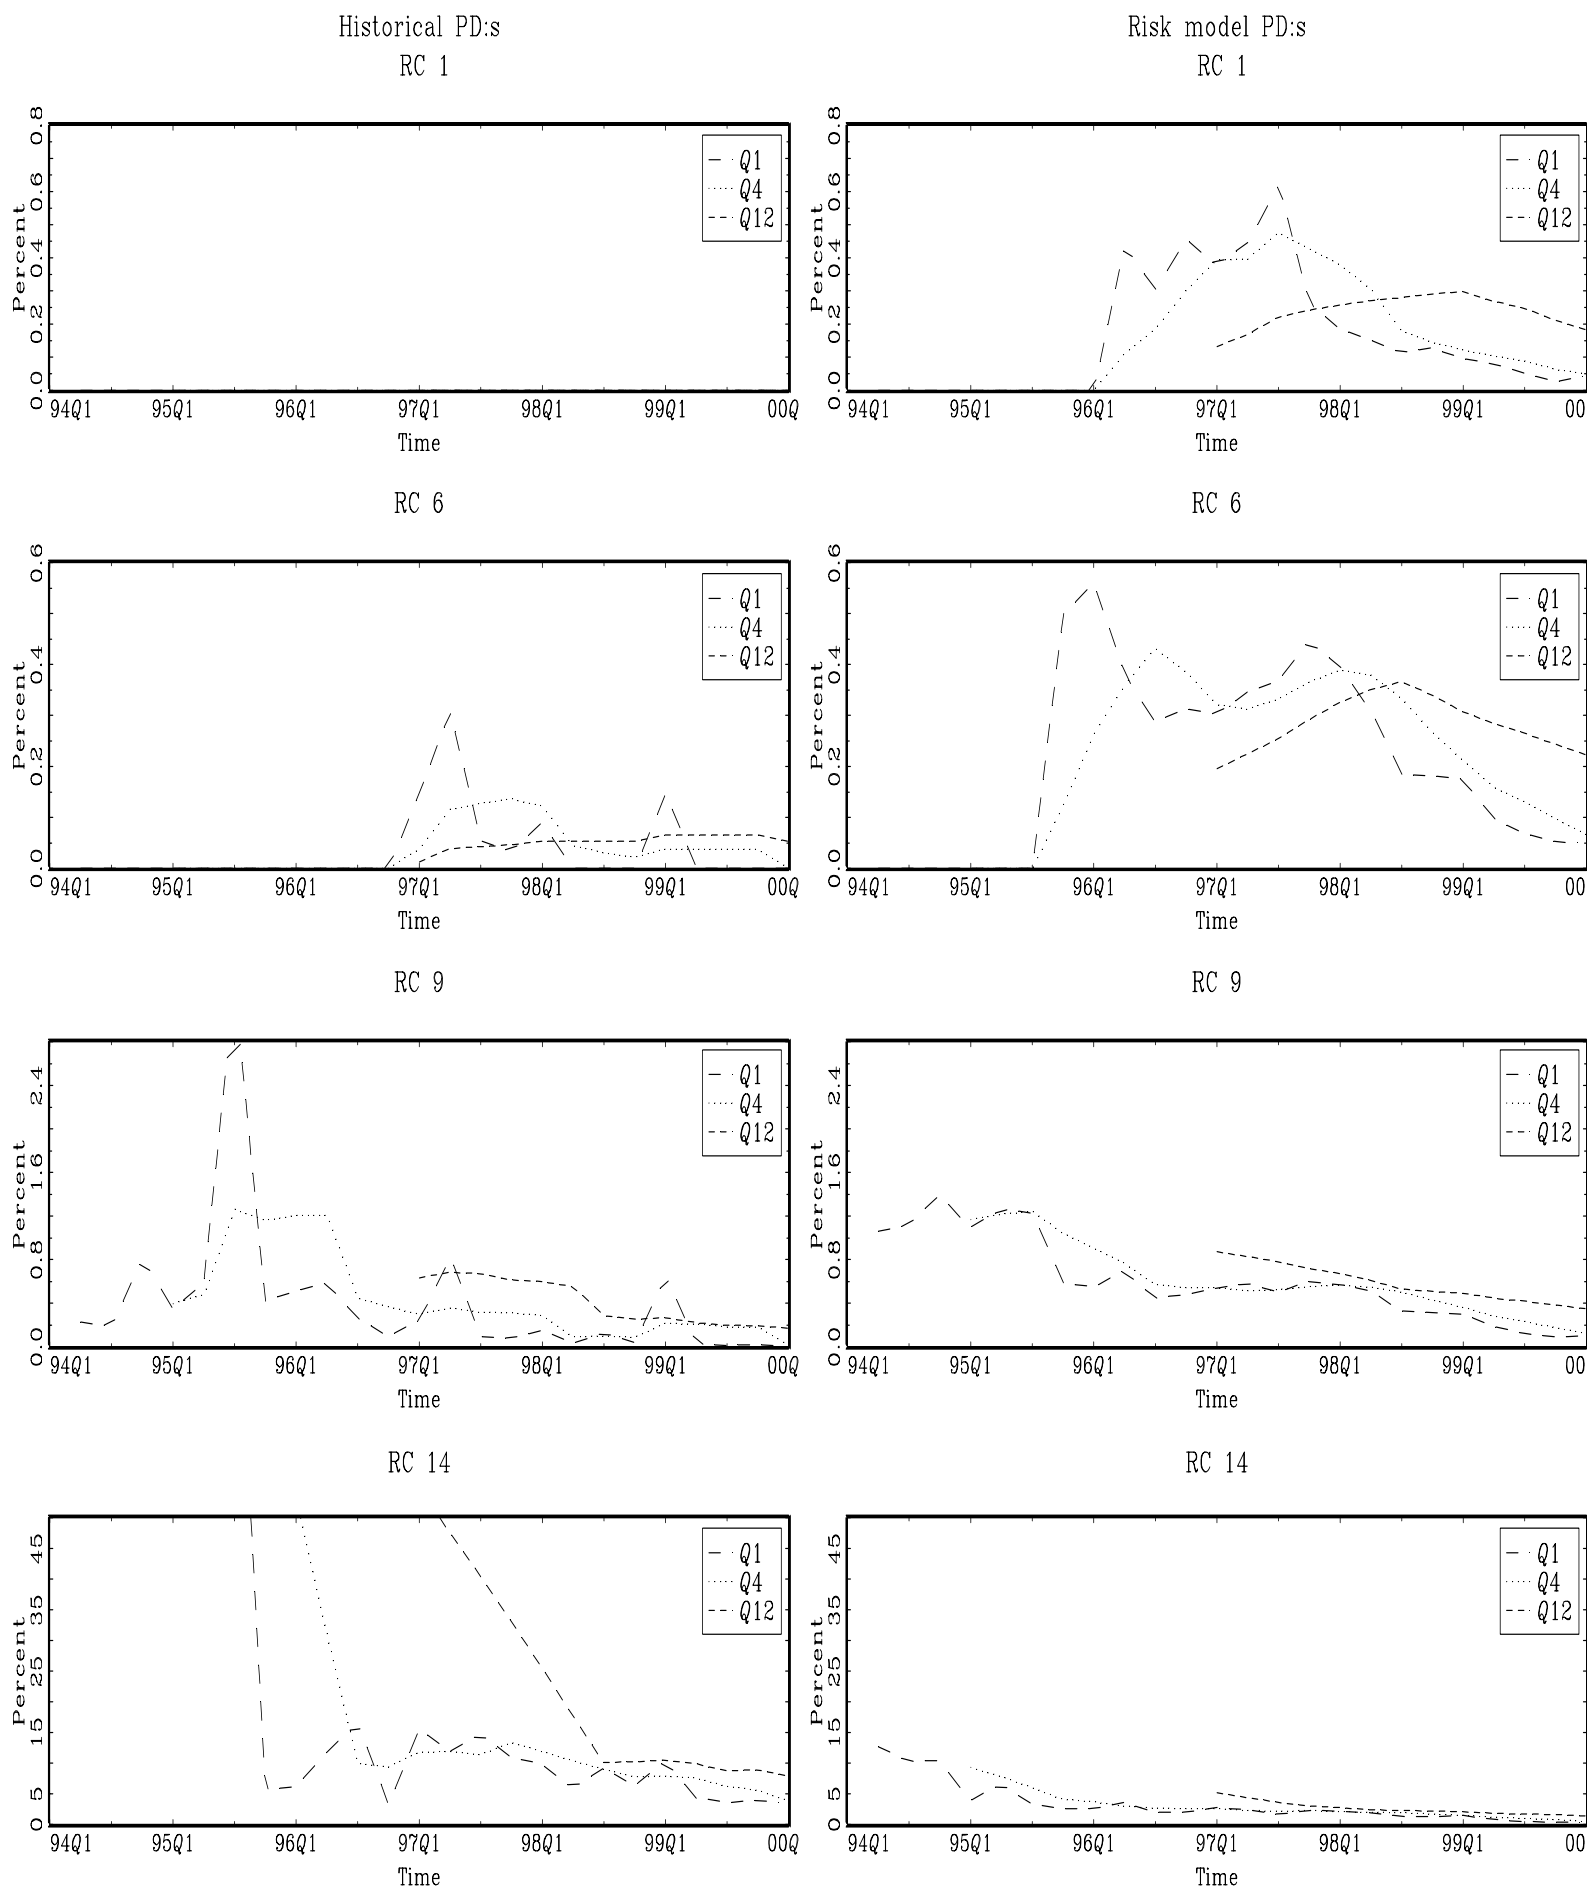 Historical PD:s
RC 1
Percent
0.0 0.2 0.4 0.6 0.8
Q1
Q4
Q12
94Q1 95Q1 96Q1 97Q1 98Q1 99Q1 00Q
Time
Risk model PD:s
RC 1
Percent
0.0 0.2 0.4 0.6 0.8
Q1
Q4
Q12
94Q1 95Q1 96Q1 97Q1 98Q1 99Q1 00
Time
RC 6
Percent
0.0 0.2 0.4 0.6
Q1
Q4
Q12
94Q1 95Q1 96Q1 97Q1 98Q1 99Q1 00Q
Time
RC 6
Percent
0.0 0.2 0.4 0.6
Q1
Q4
Q12
94Q1 95Q1 96Q1 97Q1 98Q1 99Q1 00
Time
RC 9
Percent
0.0 0.8 1.6 2.4
Q1
Q4
Q12
94Q1 95Q1 96Q1 97Q1 98Q1 99Q1 00Q
Time
RC 9
Percent
0.0 0.8 1.6 2.4
Q1
Q4
Q12
94Q1 95Q1 96Q1 97Q1 98Q1 99Q1 00
Time
RC 14
Percent
0 5 15 25 35 45
Q1
Q4
Q12
94Q1 95Q1 96Q1 97Q1 98Q1 99Q1 00Q
Time
RC 14
Percent
0 5 15 25 35 45
Q1
Q4
Q12
94Q1 95Q1 96Q1 97Q1 98Q1 99Q1 00
Time